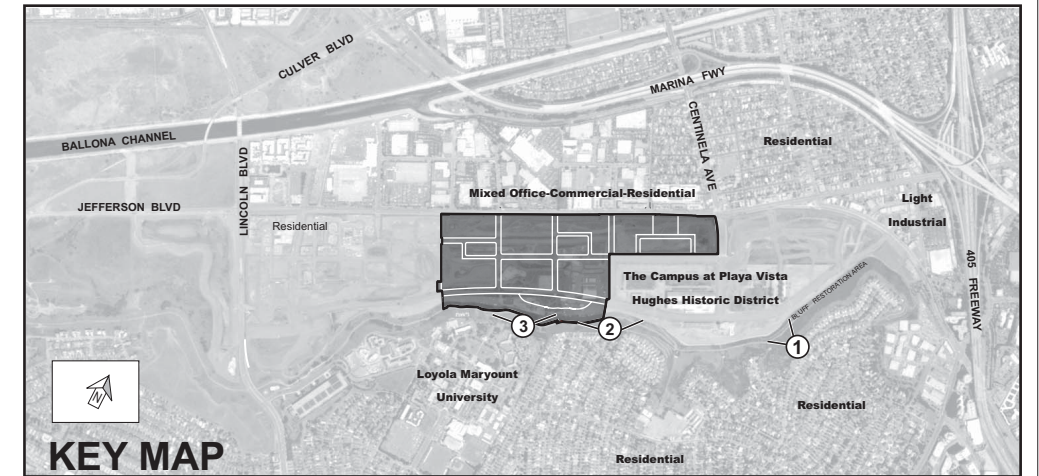 CULVER BLVD
MARINA FWY
BALLONA CHANNEL
CENTINELA AVE
Residential
LINCOLN BLVD
Mixed Office-Commercial-Residential
Light
Industrial
JEFFERSON BLVD
Residential
405 FREEWAY
The Campus at Playa Vista
Hughes Historic District
BLUFF RESTORATION AREA
3
2
1
Loyola Maryount
University
N
Residential
KEY MAP
Residential